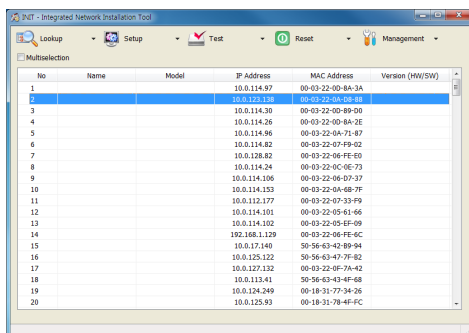 INIT - Integrated Network Installation Tool
Lookup Setup Test Reset Management
Multiselection
No Name Model IP Address MAC Address Version (HW/SW)
1 10.0.114.97 00-03-22-0D-8A-3A
2 10.0.123.138 00-03-22-0A-D8-88
3 10.0.114.30 00-03-22-0D-89-D0
4 10.0.114.26 00-03-22-0D-8A-2E
5 10.0.114.96 00-03-22-0A-71-87
6 10.0.114.82 00-03-22-07-F9-02
7 10.0.128.82 00-03-22-06-FE-E0
8 10.0.114.24 00-03-22-0C-0E-73
9 10.0.114.106 00-03-22-06-D7-37
10 10.0.114.153 00-03-22-0A-6B-7F
11 10.0.112.177 00-03-22-07-33-F9
12 10.0.114.101 00-03-22-05-61-66
13 10.0.114.102 00-03-22-05-EF-09
14 192.168.1.129 00-03-22-06-FE-6C
15 10.0.17.140 50-56-63-42-B9-94
16 10.0.125.122 50-56-63-47-7F-B2
17 10.0.127.132 00-03-22-0F-7A-42
18 10.0.113.41 50-56-63-43-4F-68
19 10.0.124.249 00-18-31-77-34-26
20 10.0.125.93 00-18-31-78-4F-FC